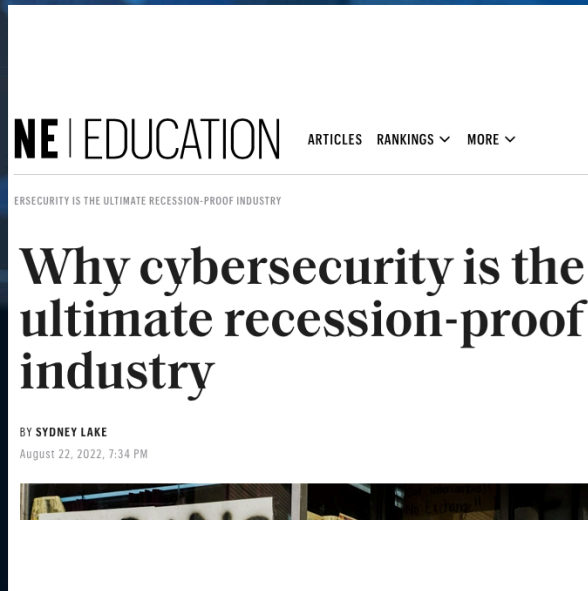 NE | EDUCATION ARTICLES RANKINGS MORE
ERSECURITY IS THE ULTIMATE RECESSION-PROOF INDUSTRY
Why cybersecurity is the
ultimate recession-proof
industry
BY SYDNEY LAKE
August 22, 2022, 7:34 PM